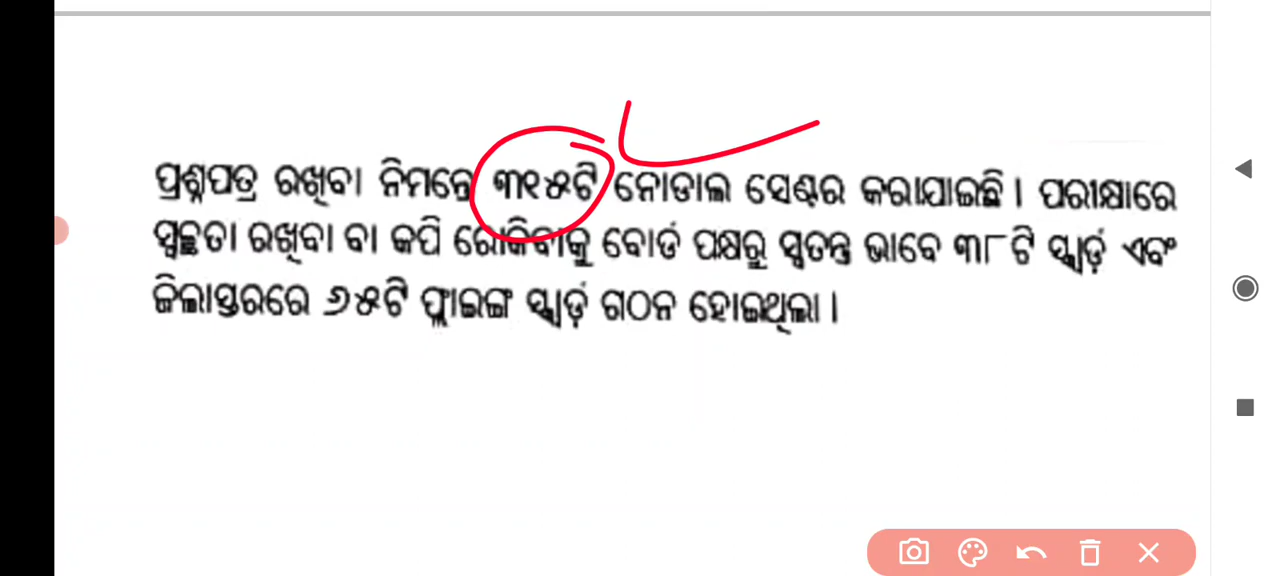 ପ୍ରଶ୍ନପତ୍ର ରଖିବା ନିମନ୍ତେ ୩୧୫ଟି ନୋଡାଲ ସେଣ୍ଟର କରାଯାଇଛି । ପରୀକ୍ଷାରେ
ସ୍ୱଚ୍ଛତା ରଖିବା ବା କପି ରୋକିବାକୁ ବୋର୍ଡ ପକ୍ଷରୁ ସ୍ୱତନ୍ତ୍ର ଭାବେ ୩୮ଟି ସ୍କ୍ୱାର୍ଡ଼ ଏବଂ
ଜିଲାସ୍ତରରେ ୬୫ଟି ଫ୍ଲାଇଙ୍ଗ ସ୍କ୍ୱାର୍ଡ଼ ଗଠନ ହୋଇଥିଲା ।